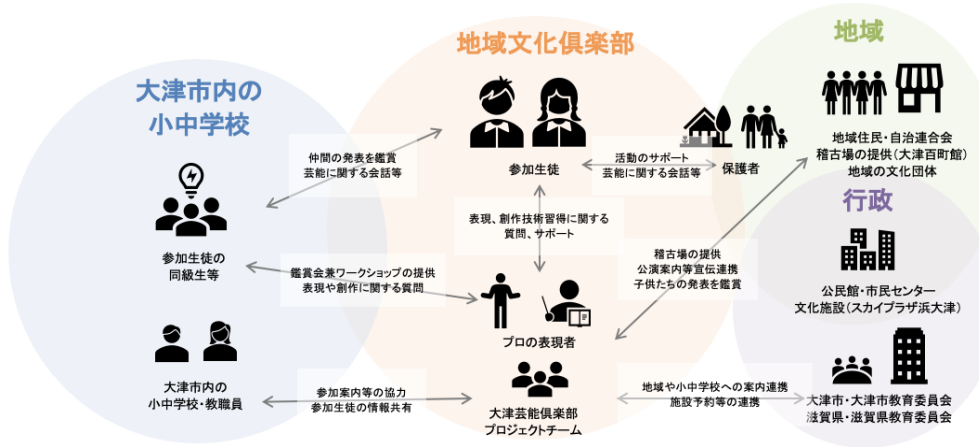 地域文化倶楽部
地域
大津市内の
小中学校
地域住民・自治連合会
稽古場の提供(大津百町館)
地域の文化団体
仲間の発表を鑑賞
芸能に関する会話等
参加生徒
活動のサポート
芸能に関する会話等
保護者
行政
表現、創作技術習得に関する
質問、サポート
参加生徒の
同級生等
稽古場の提供
公演案内等宣伝連携
子供たちの発表を鑑賞
鑑賞会兼ワークショップの提供
表現や創作に関する質問
公民館・市民センター
文化施設(スカイプラザ浜大津)
プロの表現者
大津市内の
小中学校・教職員
参加案内等の協力
参加生徒の情報共有
大津芸能倶楽部
プロジェクトチーム
地域や小中学校への案内連携
施設予約等の連携
大津市・大津市教育委員会
滋賀県・滋賀県教育委員会